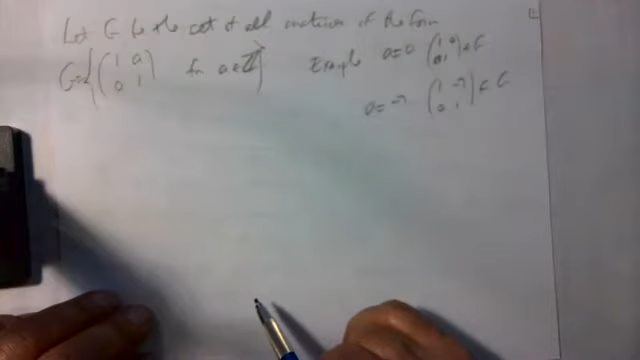 Let G be the set of all matrices of the form
G = { ( 1 a 0 1 ) for a ∈ ℤ } Example a = 0 ( 1 0 0 1 ) ∈ G
a = -7 ( 1 -7 0 1 ) ∈ G